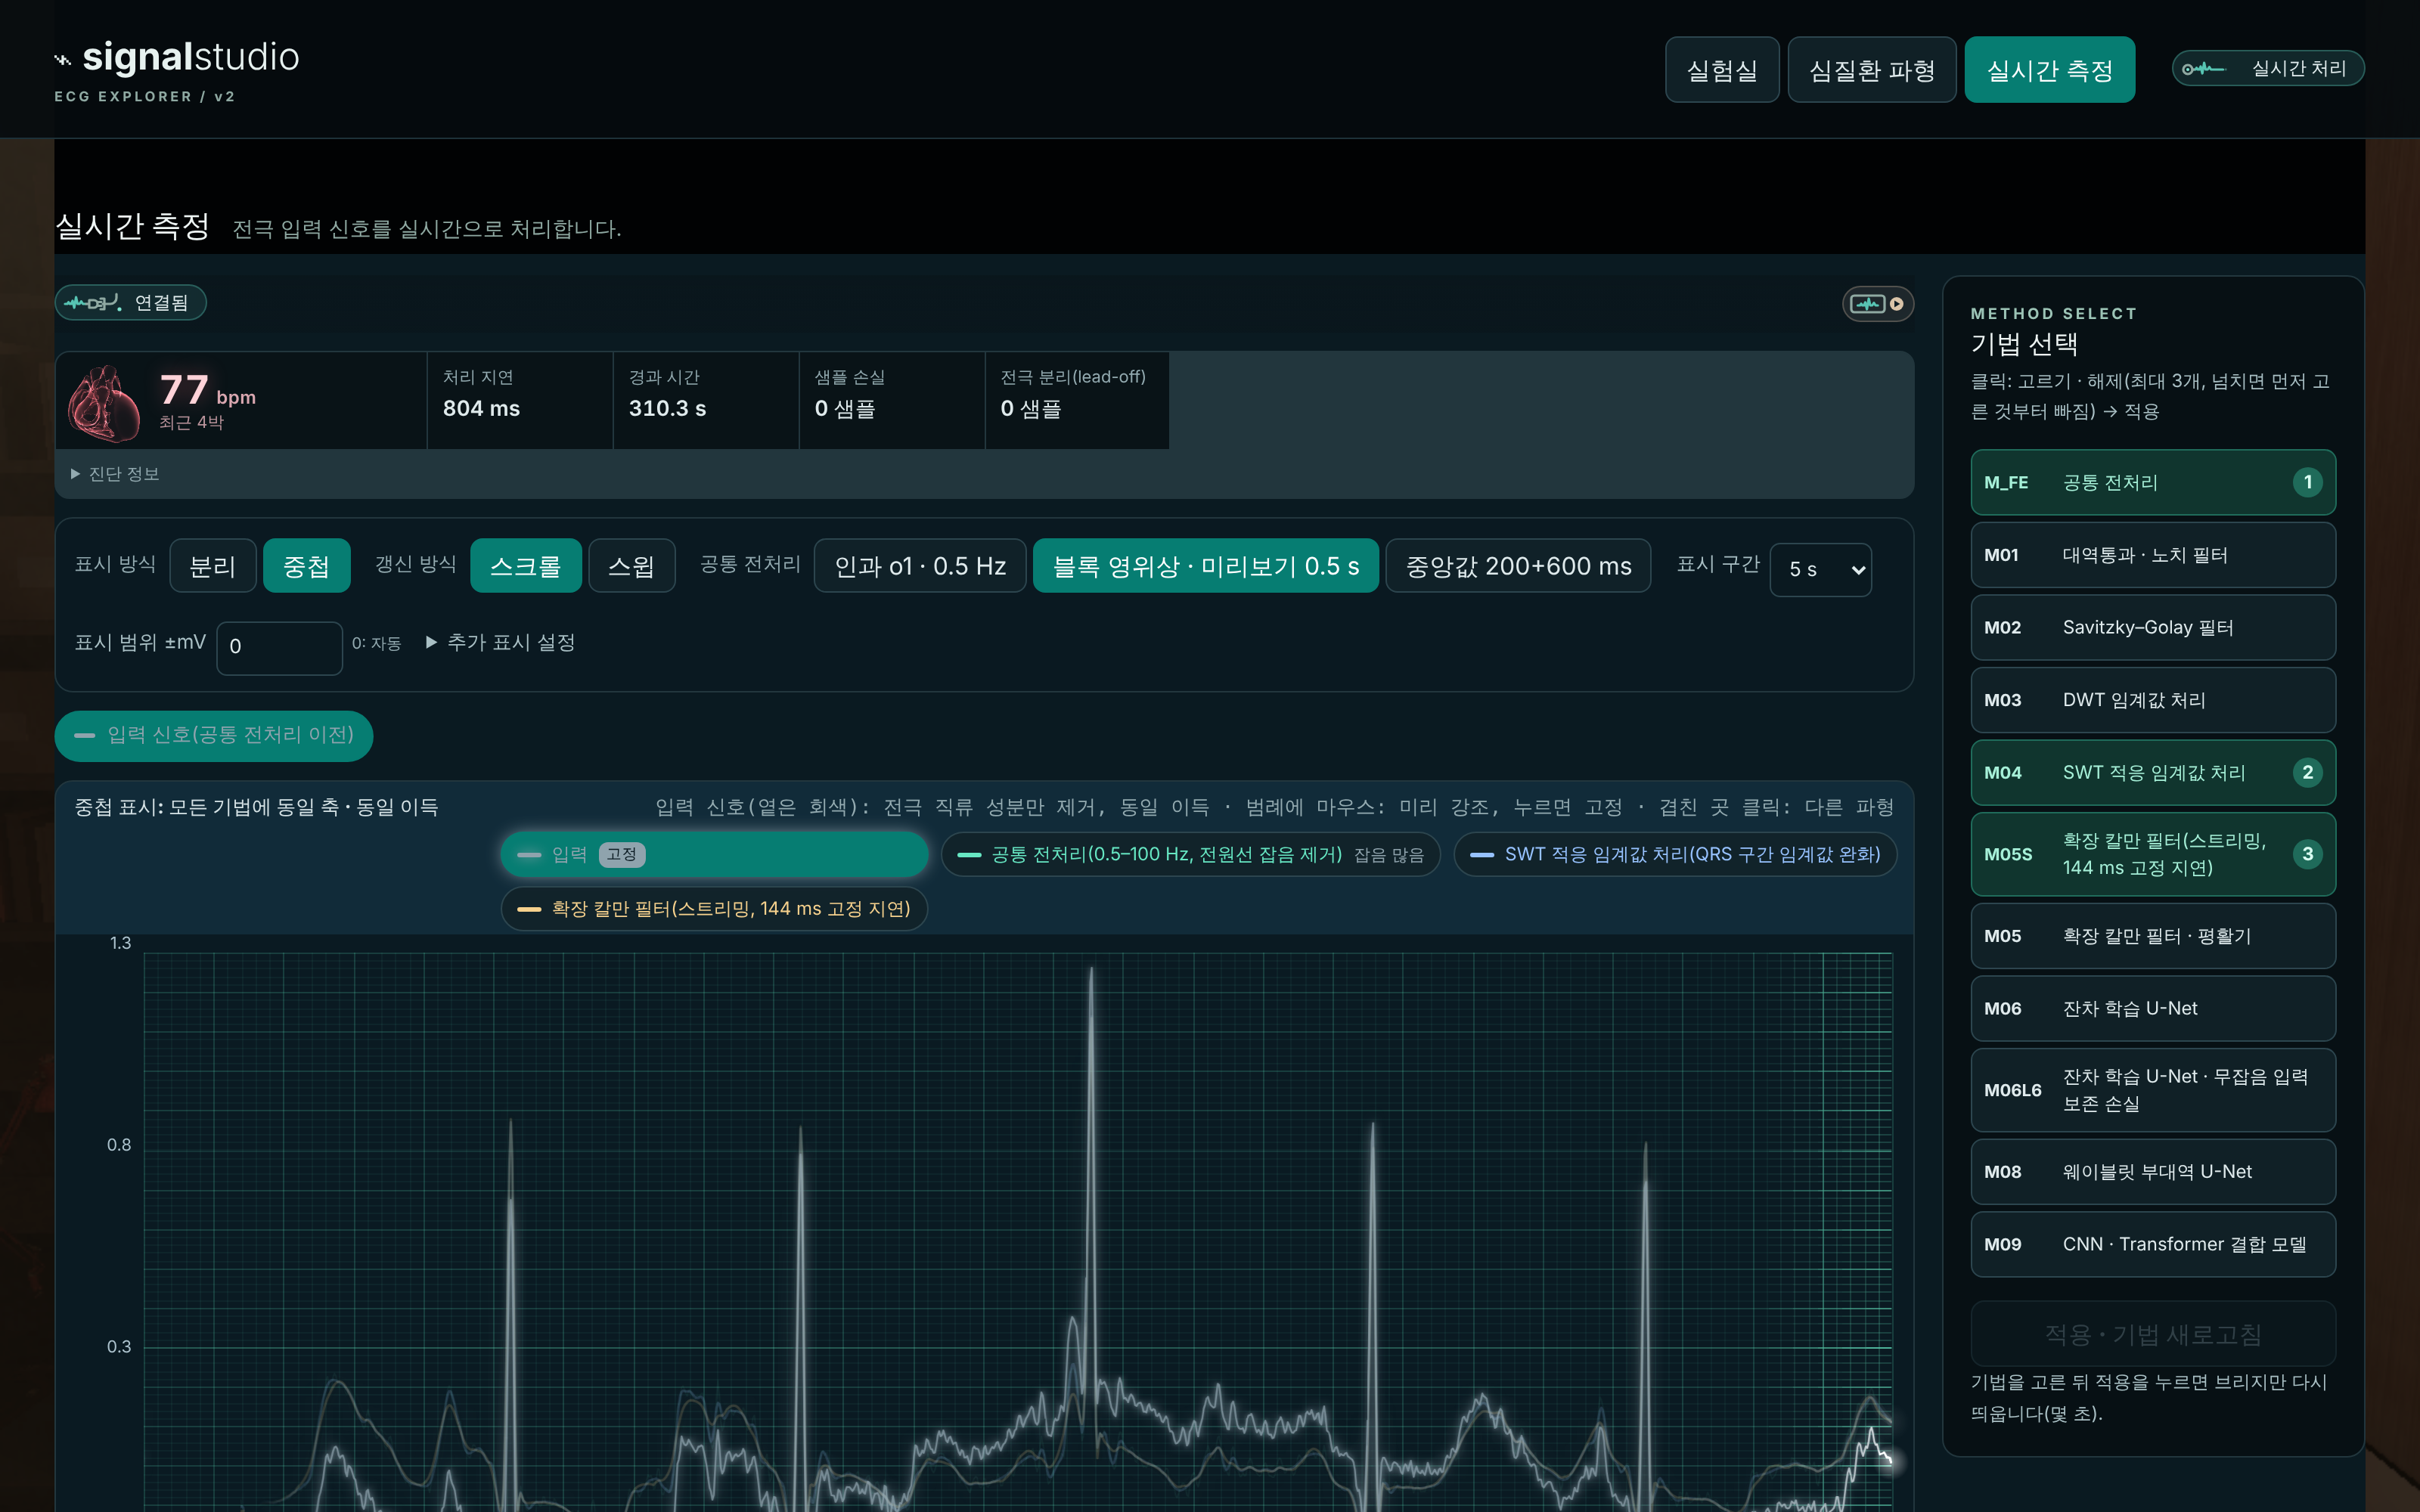 signalstudio
ECG EXPLORER / v2
실험실
심질환 파형
실시간 측정
실시간 처리
실시간 측정 전극 입력 신호를 실시간으로 처리합니다.
연결됨
77 bpm
최근 4박
처리 지연
804 ms
경과 시간
310.3 s
샘플 손실
0 샘플
전극 분리(lead-off)
0 샘플
▶ 진단 정보
표시 방식 분리 중첩 갱신 방식 스크롤 스윕 공통 전처리 인과 o1 · 0.5 Hz 블록 영위상 · 미리보기 0.5 s 중앙값 200+600 ms 표시 구간 5 s
표시 범위 ±mV 0 0: 자동 ▶ 추가 표시 설정
입력 신호(공통 전처리 이전)
중첩 표시: 모든 기법에 동일 축 · 동일 이득
입력 신호(옅은 회색): 전극 직류 성분만 제거, 동일 이득 · 범례에 마우스: 미리 강조, 누르면 고정 · 겹친 곳 클릭: 다른 파형
입력 고정
공통 전처리(0.5–100 Hz, 전원선 잡음 제거) 잡음 많음
SWT 적응 임계값 처리(QRS 구간 임계값 완화)
확장 칼만 필터(스트리밍, 144 ms 고정 지연)
1.3
0.8
0.3
METHOD SELECT
기법 선택
클릭: 고르기 · 해제(최대 3개, 넘치면 먼저 고
른 것부터 빠짐) → 적용
M_FE 공통 전처리 1
M01 대역통과 · 노치 필터
M02 Savitzky–Golay 필터
M03 DWT 임계값 처리
M04 SWT 적응 임계값 처리 2
M05S 확장 칼만 필터(스트리밍,
144 ms 고정 지연) 3
M05 확장 칼만 필터 · 평활기
M06 잔차 학습 U-Net
M06L6 잔차 학습 U-Net · 무잡음 입력
보존 손실
M08 웨이블릿 부대역 U-Net
M09 CNN · Transformer 결합 모델
적용 · 기법 새로고침
기법을 고른 뒤 적용을 누르면 브리지만 다시
띄웁니다(몇 초).